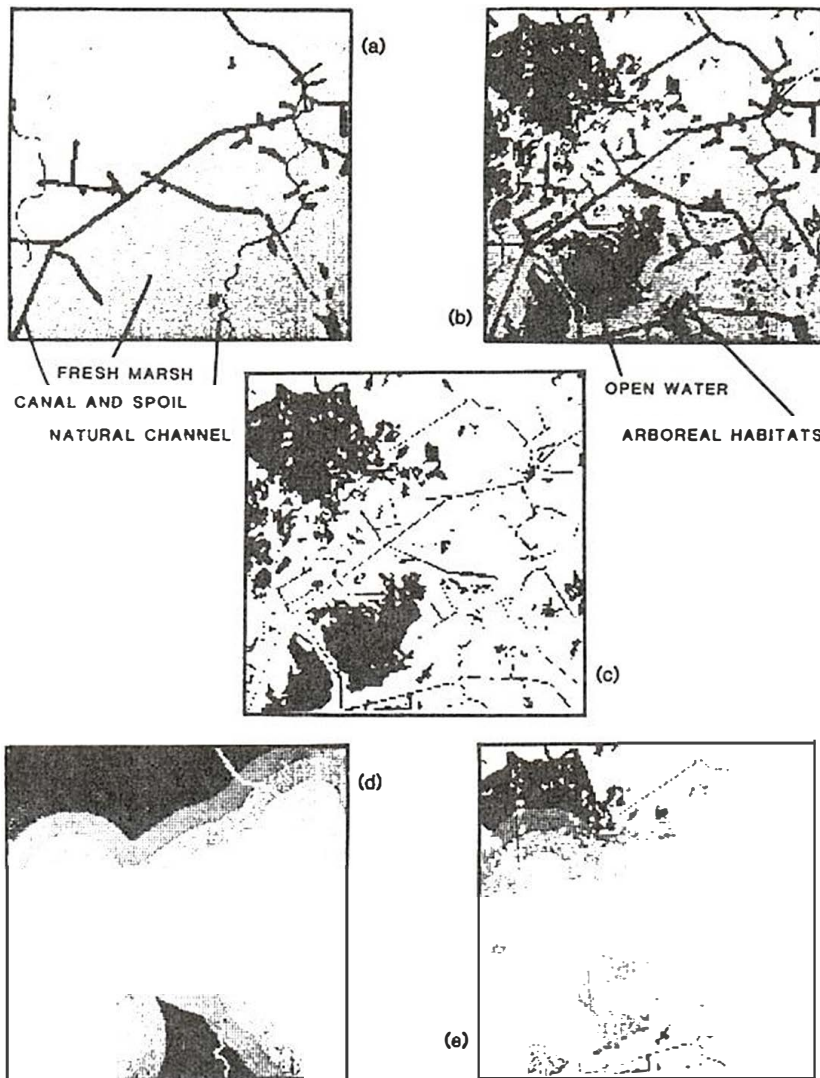 (a)
(b)
FRESH MARSH
CANAL AND SPOIL
NATURAL CHANNEL
OPEN WATER
ARBOREAL HABITATS
(c)
(d)
(e)